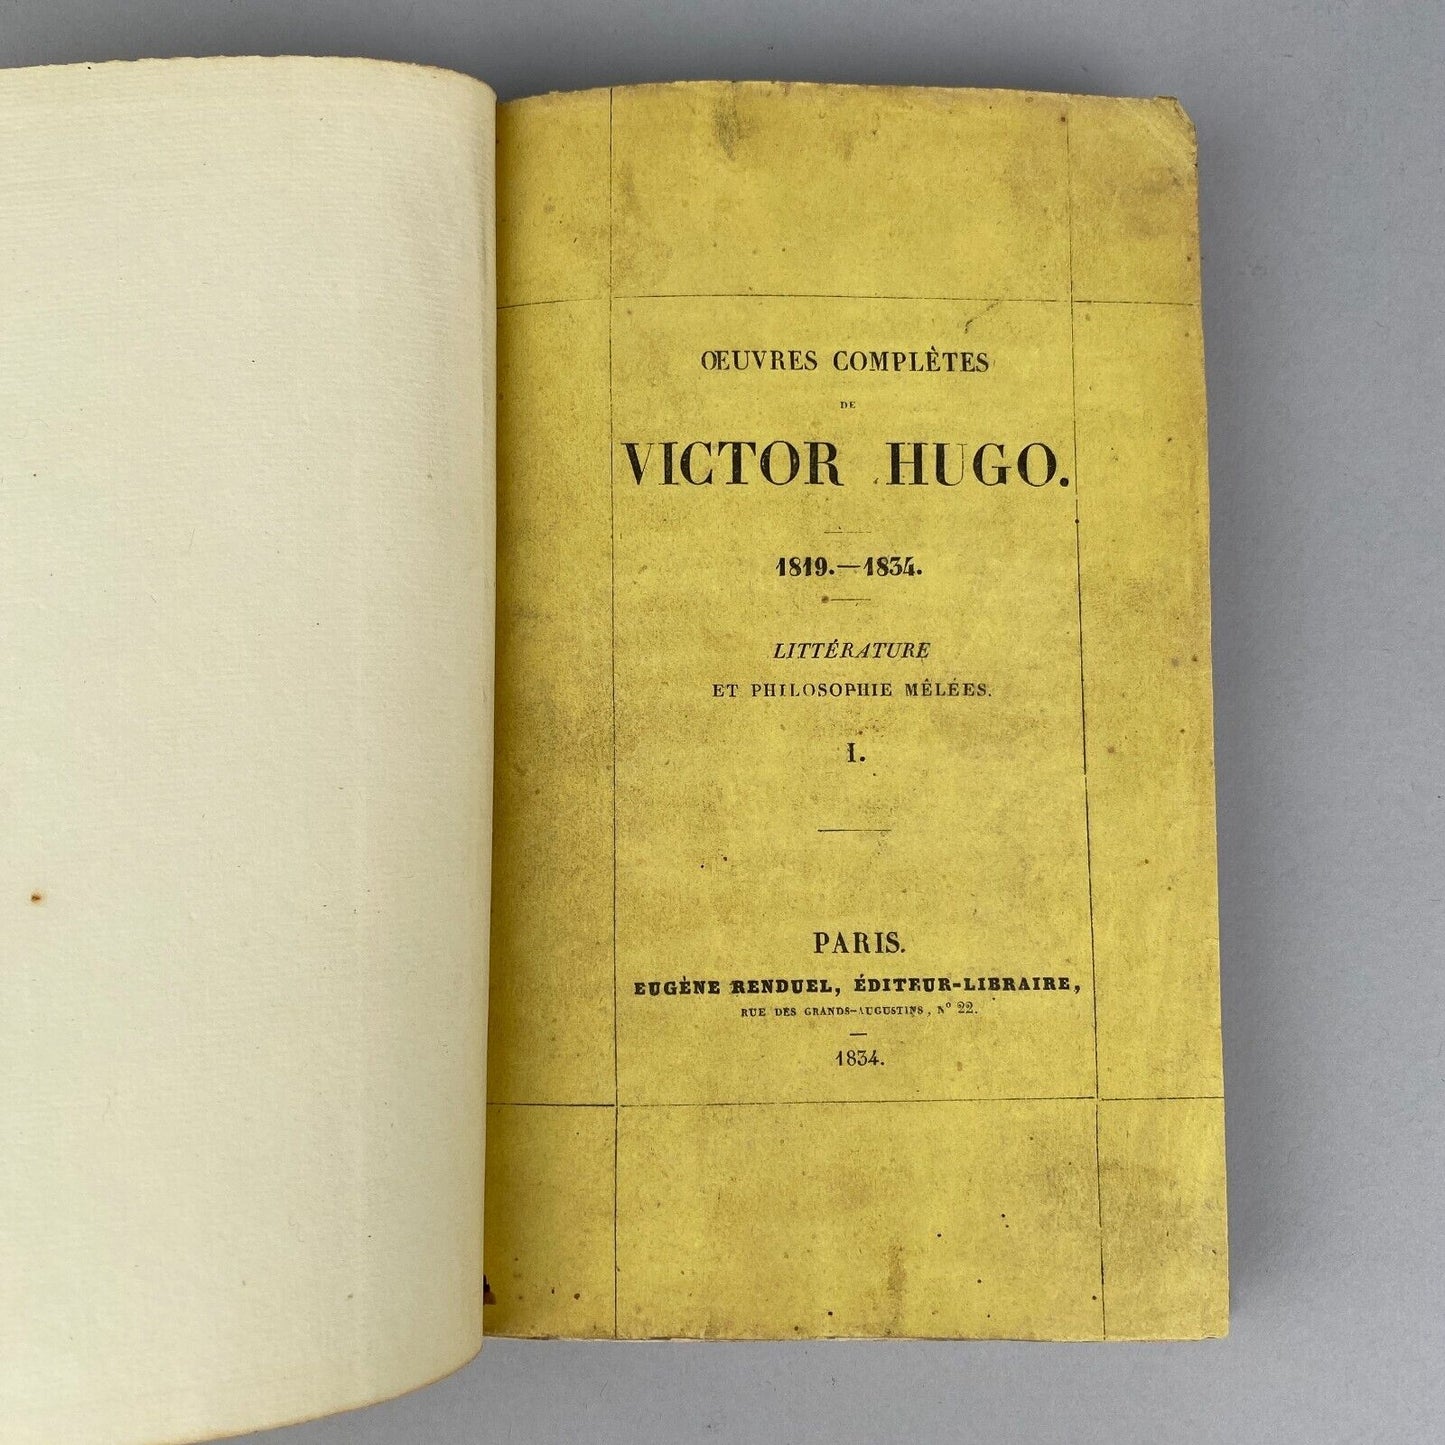 ŒUVRES COMPLÈTES
DE
VICTOR HUGO.
1819.—1834.
LITTÉRATURE
ET PHILOSOPHIE MÊLÉES.
I.
PARIS.
EUGÈNE RENDUEL, ÉDITEUR-LIBRAIRE,
RUE DES GRANDS-AUGUSTINS, Nº 22.
1834.